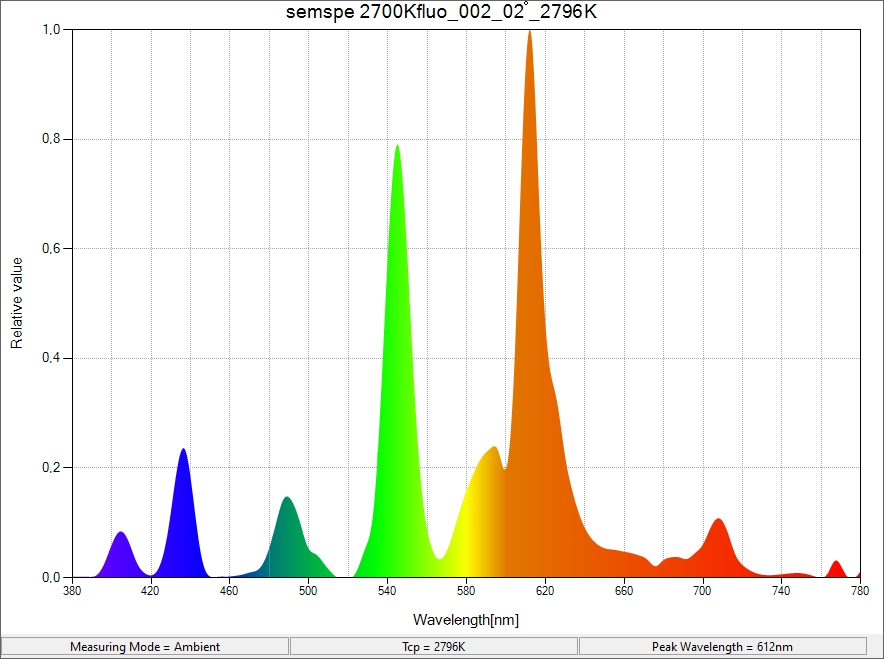 semspe 2700Kfluo_002_02°_2796K
1.0
0.8
0.6
0.4
0.2
0.0
Relative value
380 420 460 500 540 580 620 660 700 740 780
Wavelength[nm]
Measuring Mode = Ambient Tcp = 2796K Peak Wavelength = 612nm